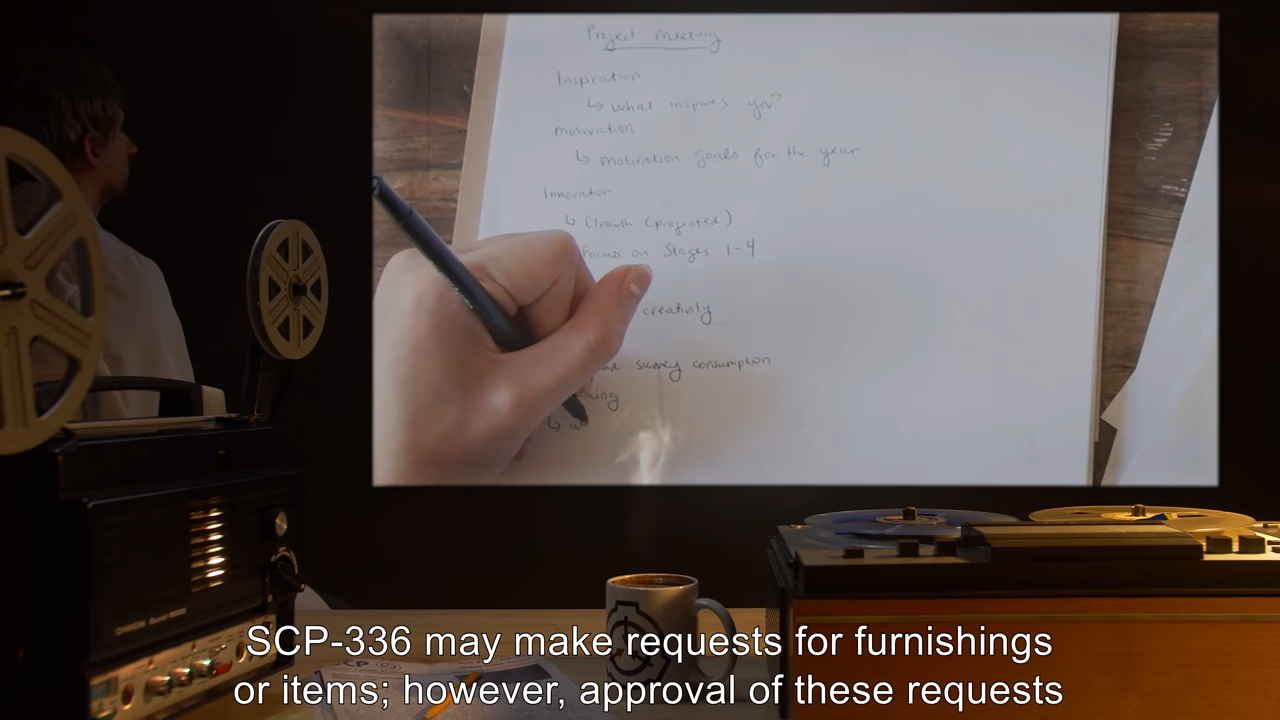 Project Meeting
Inspiration
↳ what inspires you?
Motivation
↳ Motivation goals for the year
Innovation
↳ Growth (projected)
Focus on Stages 1-4
creativity
survey consumption
↳
SCP
SCP-336 may make requests for furnishings
or items; however, approval of these requests